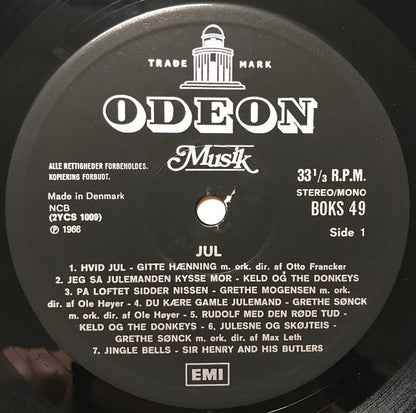 TRADE MARK
ODEON
Musik
ALLE RETTIGHEDER FORBEHOLDES.
KOPIERING FORBUDT.
33 1/3 R.P.M.
STEREO/MONO
Made in Denmark
NCB
(2YCS 1009)
℗ 1966
BOKS 49
Side 1
JUL
1. HVID JUL - GITTE HÆNNING m. ork. dir. af Otto Francker
2. JEG SA JULEMANDEN KYSSE MOR - KELD OG THE DONKEYS
3. PA LOFTET SIDDER NISSEN - GRETHE MOGENSEN m. ork.
dir. af Ole Høyer - 4. DU KÆRE GAMLE JULEMAND - GRETHE SØNCK
m. ork. dir. af Ole Høyer - 5. RUDOLF MED DEN RØDE TUD -
KELD OG THE DONKEYS - 6. JULESNE OG SKØJTEIS -
GRETHE SØNCK m. ork. dir. af Max Leth
7. JINGLE BELLS - SIR HENRY AND HIS BUTLERS
EMI